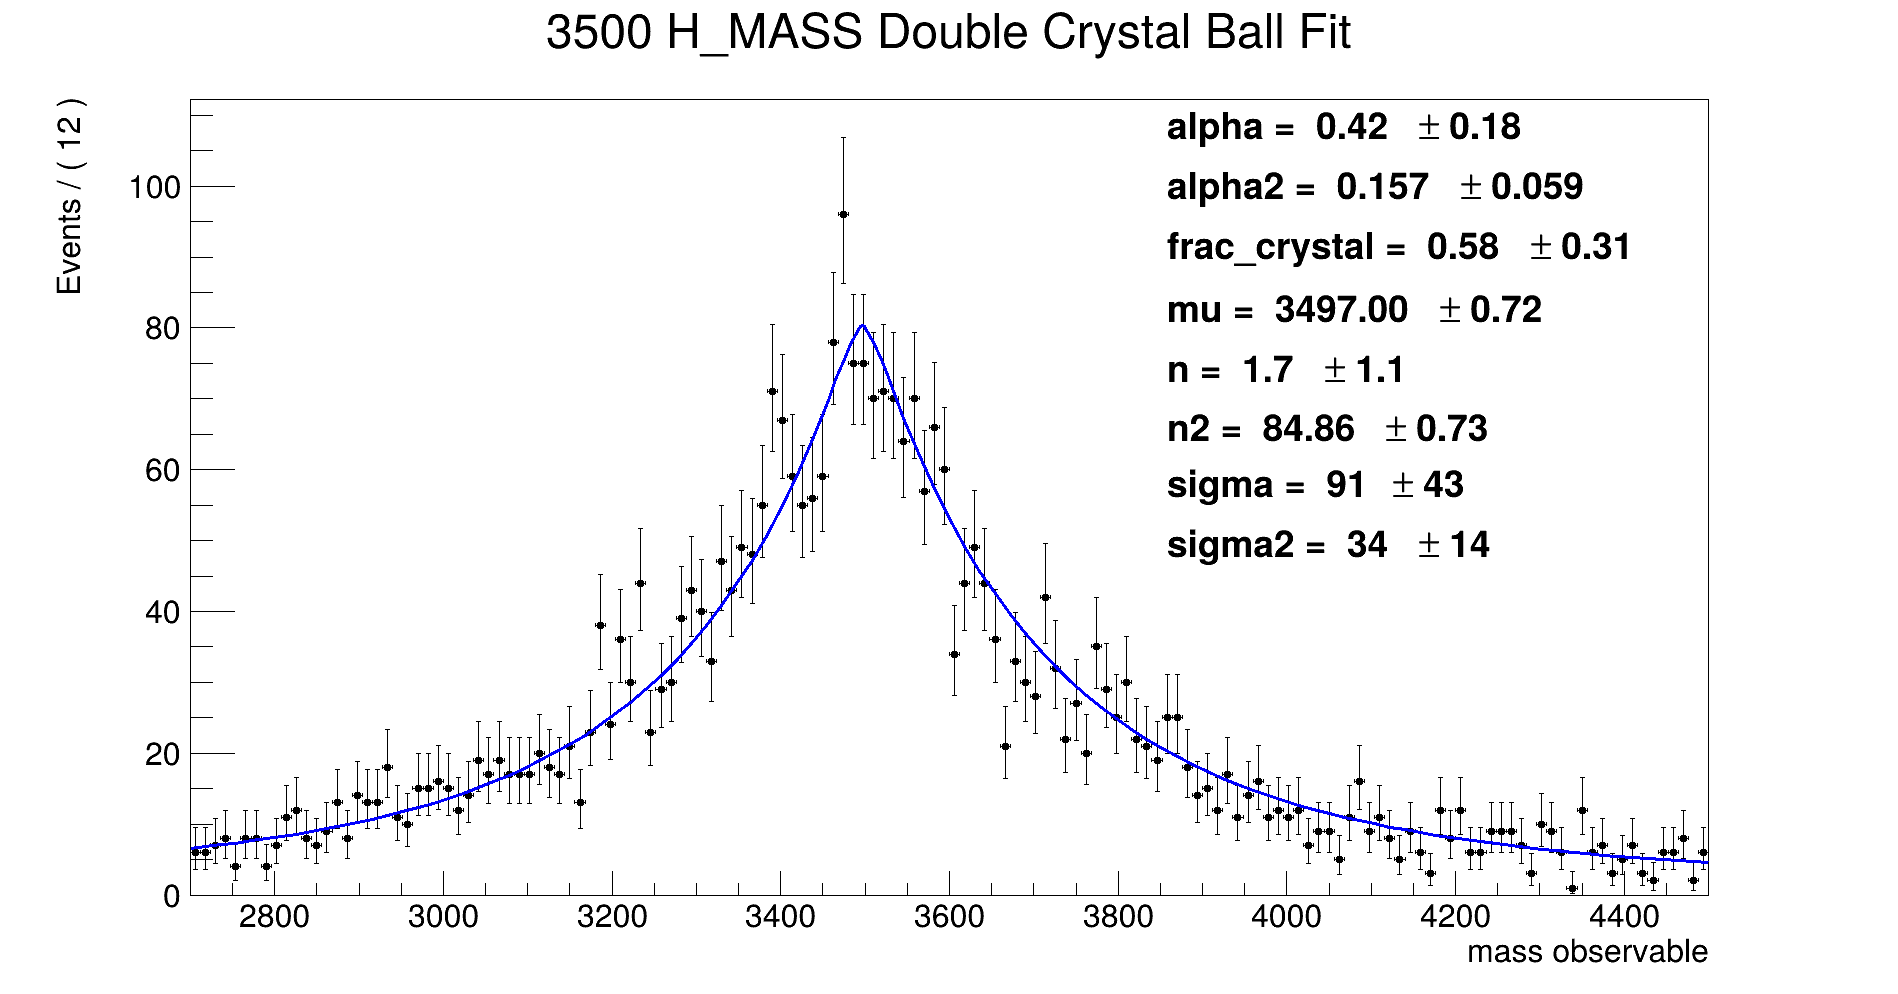 3500 H_MASS Double Crystal Ball Fit
Events / ( 12 )
100
80
60
40
20
0
alpha = 0.42 ± 0.18
alpha2 = 0.157 ± 0.059
frac_crystal = 0.58 ± 0.31
mu = 3497.00 ± 0.72
n = 1.7 ± 1.1
n2 = 84.86 ± 0.73
sigma = 91 ± 43
sigma2 = 34 ± 14
2800 3000 3200 3400 3600 3800 4000 4200 4400
mass observable